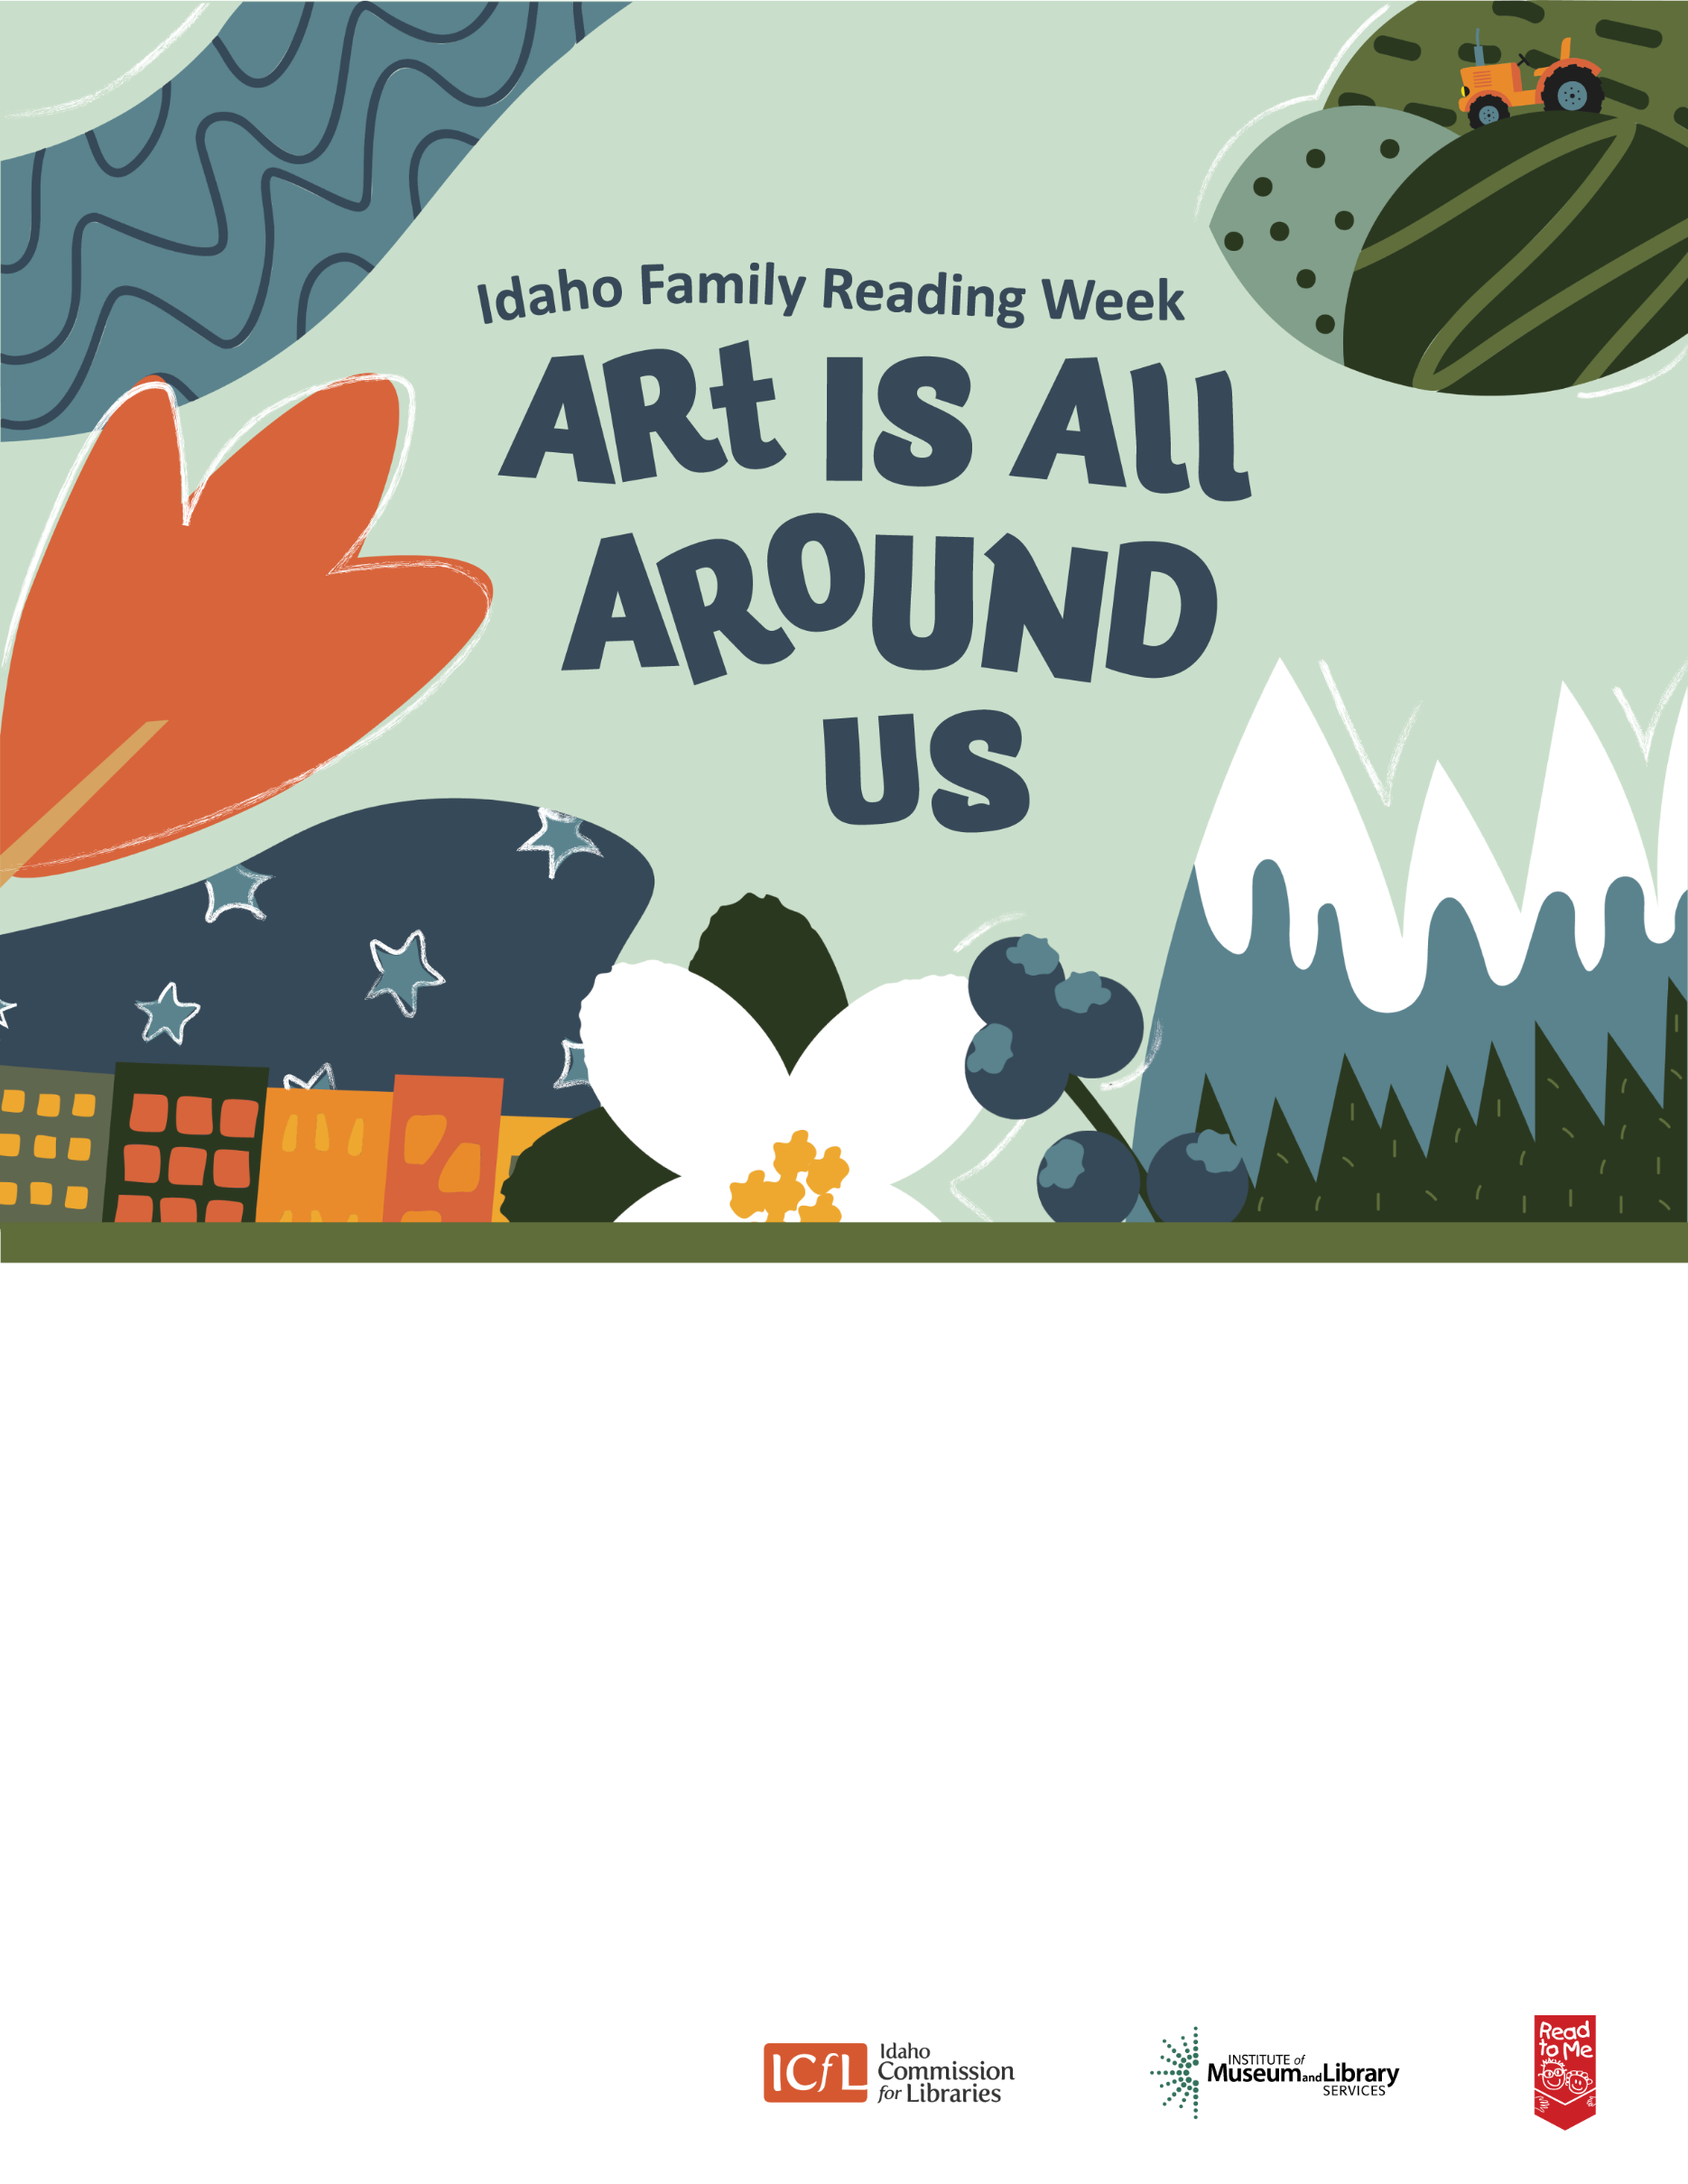 Idaho Family Reading Week
ARt IS All
AROUND
US
ICfL
Idaho
Commission
for Libraries
INSTITUTE of
Museum and Library
SERVICES
Read
to Me